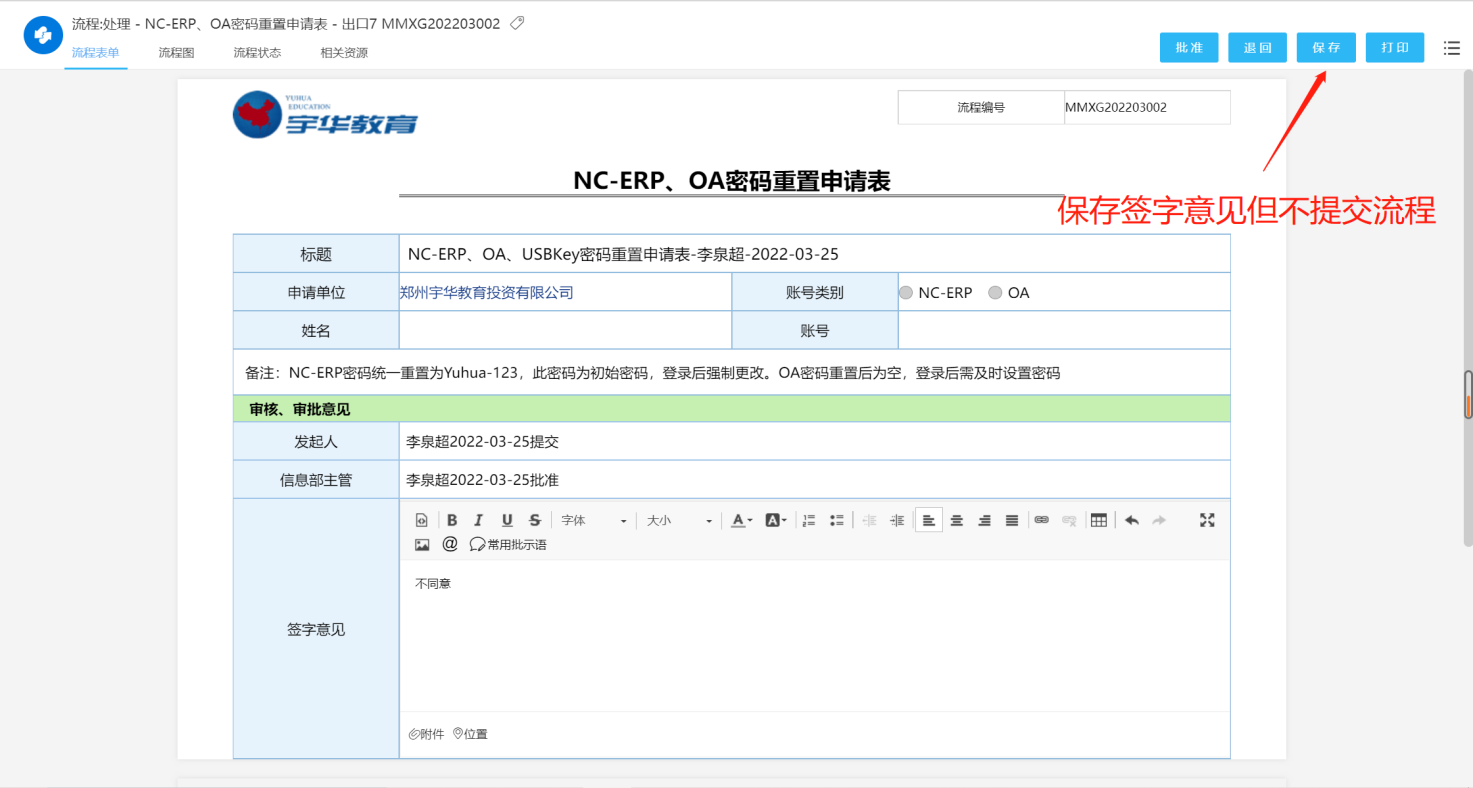 流程:处理 - NC-ERP、OA密码重置申请表 - 出口7 MMXG202203002
流程表单 流程图 流程状态 相关资源
批准 退回 保存 打印
YUHUA
EDUCATION
宇华教育
流程编号 MMXG202203002
NC-ERP、OA密码重置申请表
保存签字意见但不提交流程
标题 NC-ERP、OA、USBKey密码重置申请表-李泉超-2022-03-25
申请单位 郑州宇华教育投资有限公司 账号类别 NC-ERP OA
姓名 账号
备注：NC-ERP密码统一重置为Yuhua-123，此密码为初始密码，登录后强制更改。OA密码重置后为空，登录后需及时设置密码
审核、审批意见
发起人 李泉超2022-03-25提交
信息部主管 李泉超2022-03-25批准
B I U S 字体 大小 A A
@ 常用批示语
不同意
签字意见
附件 位置